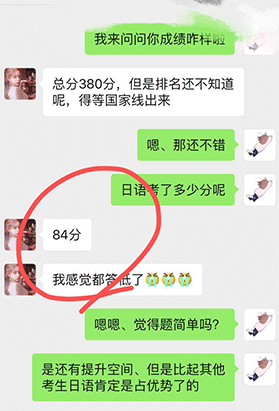 我来问问你成绩咋样啦
总分380分，但是排名还不知道
呢，得等国家线出来
嗯、那还不错
日语考了多少分呢
84分
我感觉都答低了😭😭😭
嗯嗯、觉得题简单吗？
是还有提升空间、但是比起其他
考生日语肯定是占优势了的